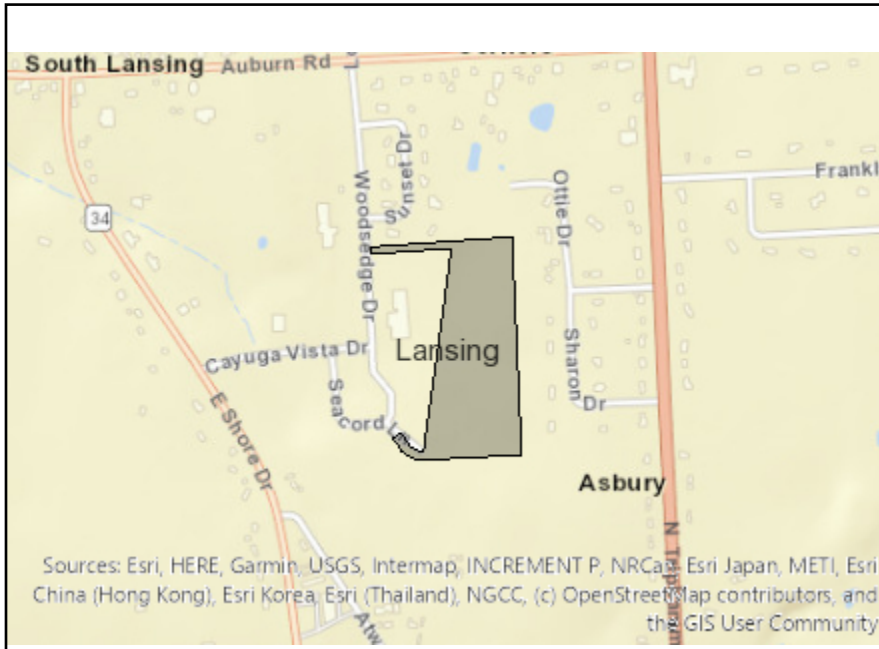 South Lansing
Auburn Rd
Sunset Dr
Woodsedge Dr
Ottie Dr
34
Lansing
Cayuga Vista Dr
Seacord
Sharon
Dr
E Shore Dr
Asbury
Sources: Esri, HERE, Garmin, USGS, Intermap, INCREMENT P, NRCan, Esri Japan, METI, Esri
China (Hong Kong), Esri Korea, Esri (Thailand), NGCC, (c) OpenStreetMap contributors, and
the GIS User Community